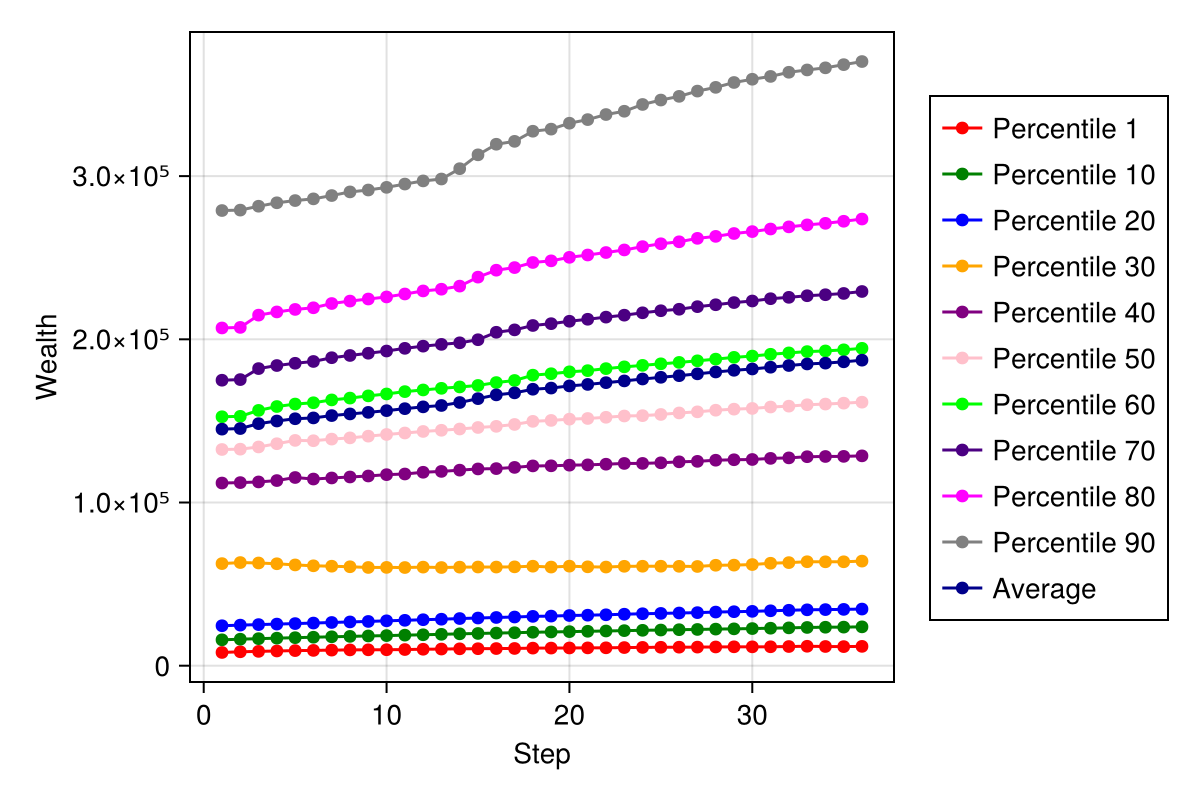 3.0×10⁵
2.0×10⁵
1.0×10⁵
0
Wealth
0 10 20 30
Step
Percentile 1
Percentile 10
Percentile 20
Percentile 30
Percentile 40
Percentile 50
Percentile 60
Percentile 70
Percentile 80
Percentile 90
Average